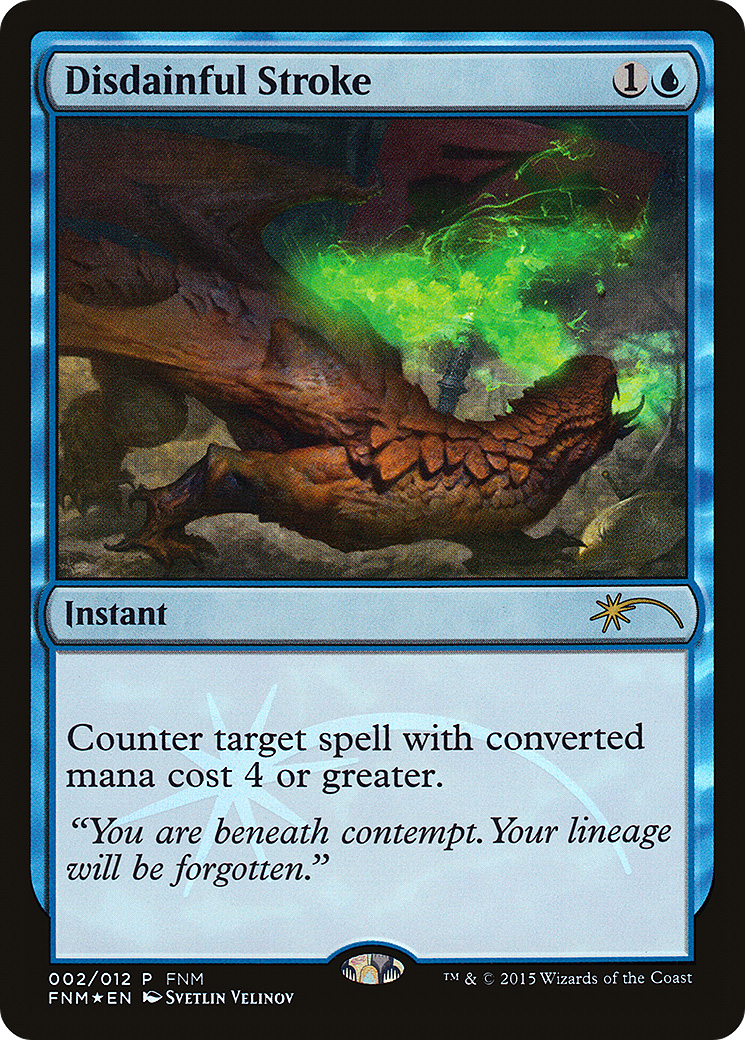 Disdainful Stroke 1
Instant
Counter target spell with converted
mana cost 4 or greater.
“You are beneath contempt. Your lineage
will be forgotten.”
002/012 P FNM
FNM★EN Svetlin Velinov
™ & © 2015 Wizards of the Coast